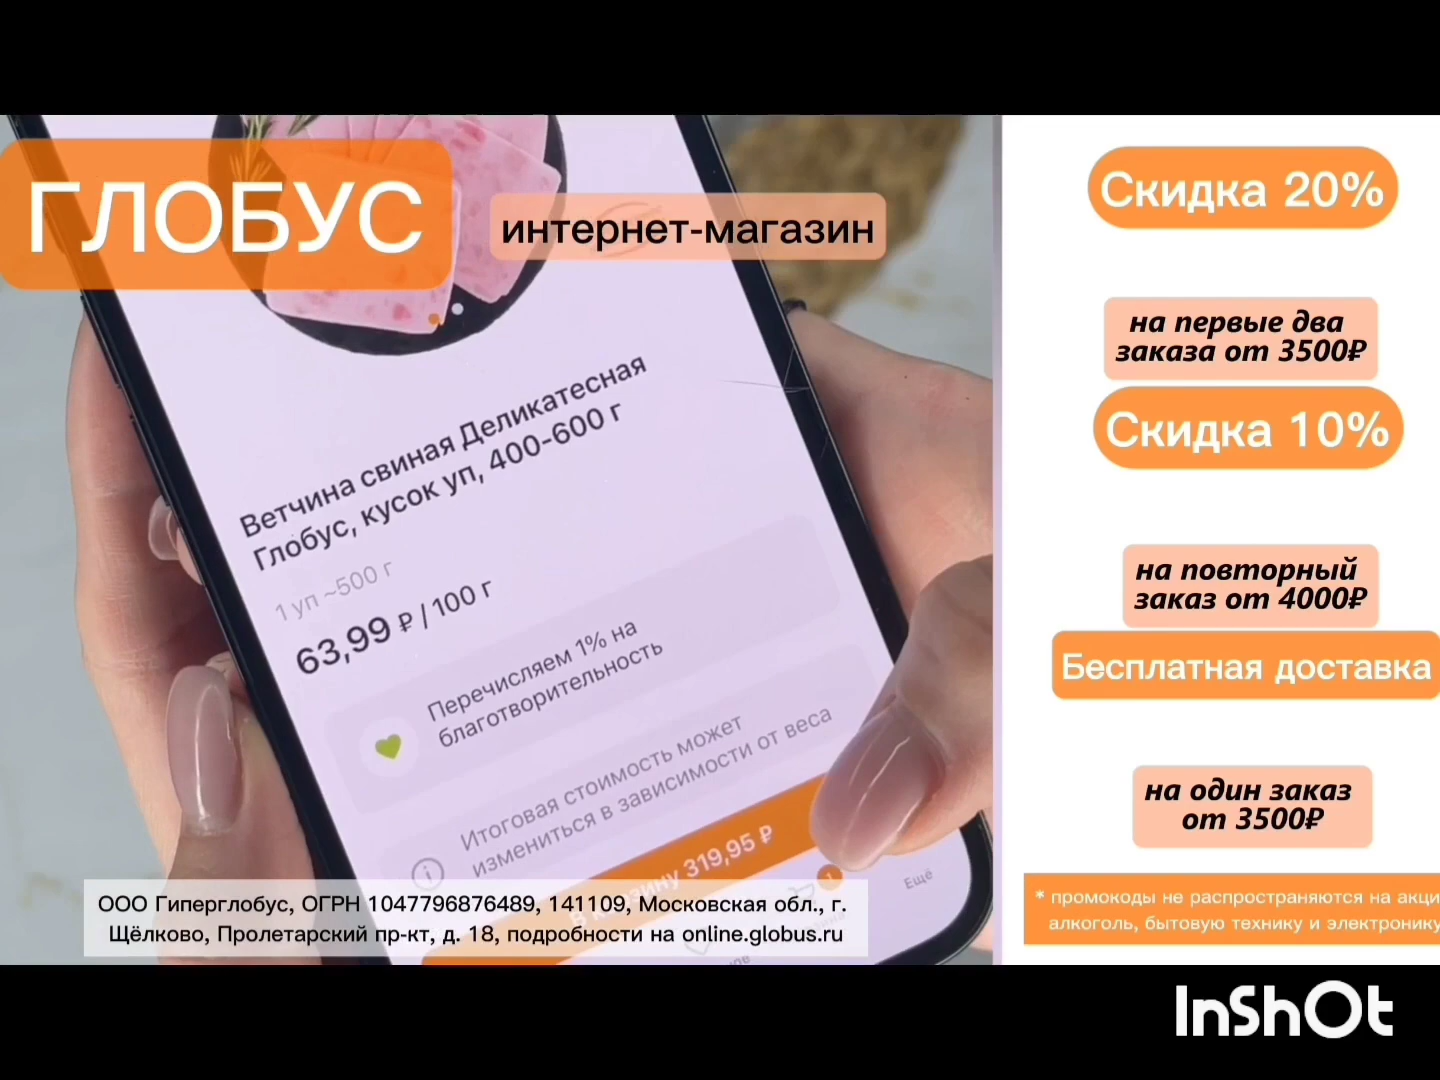 ГЛОБУС
интернет-магазин
Ветчина свиная Деликатесная
Глобус, кусок уп, 400-600 г
1 уп ~500 г
63,99 ₽ / 100 г
Перечисляем 1% на
благотворительность
Итоговая стоимость может
измениться в зависимости от веса
В корзину 319,95 ₽
1
Ещё
ООО Гиперглобус, ОГРН 1047796876489, 141109, Московская обл., г.
Щёлково, Пролетарский пр-кт, д. 18, подробности на online.globus.ru
Скидка 20%
на первые два
заказа от 3500₽
Скидка 10%
на повторный
заказ от 4000₽
Бесплатная доставка
на один заказ
от 3500₽
* промокоды не распространяются на акци
алкоголь, бытовую технику и электронику
InShOt